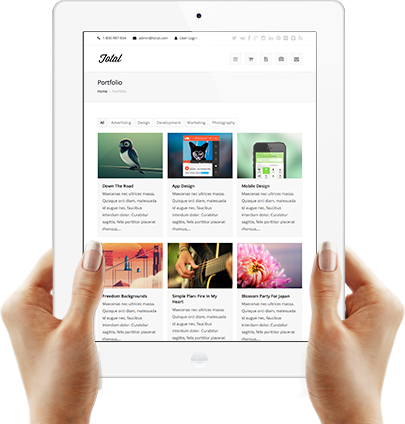 1-800-987-654 admin@total.com User Login
Total
Portfolio
Home Portfolio
All Advertising Design Development Marketing Photography
Down The Road
Maecenas nec ultrices massa.
Quisque orci diam, malesuada
id augue nec, faucibus
interdum dolor. Curabitur
sagittis, felis porttitor placerat
rhoncus,...
App Design
Maecenas nec ultrices massa.
Quisque orci diam, malesuada
id augue nec, faucibus
interdum dolor. Curabitur
sagittis, felis porttitor placerat
rhoncus,...
Mobile Design
Maecenas nec ultrices massa.
Quisque orci diam, malesuada
id augue nec, faucibus
interdum dolor. Curabitur
sagittis, felis porttitor placerat
rhoncus,...
Freedom Backgrounds
Maecenas nec ultrices massa.
Quisque orci diam, malesuada
id augue nec, faucibus
interdum dolor. Curabitur
sagittis, felis porttitor placerat
Simple Plan: Fire In My
Heart
Maecenas nec ultrices massa.
Quisque orci diam, malesuada
id augue nec, faucibus
interdum dolor. Curabitur
Blossom Party For Japan
Maecenas nec ultrices massa.
Quisque orci diam, malesuada
id augue nec, faucibus
interdum dolor. Curabitur
sagittis, felis porttitor placerat